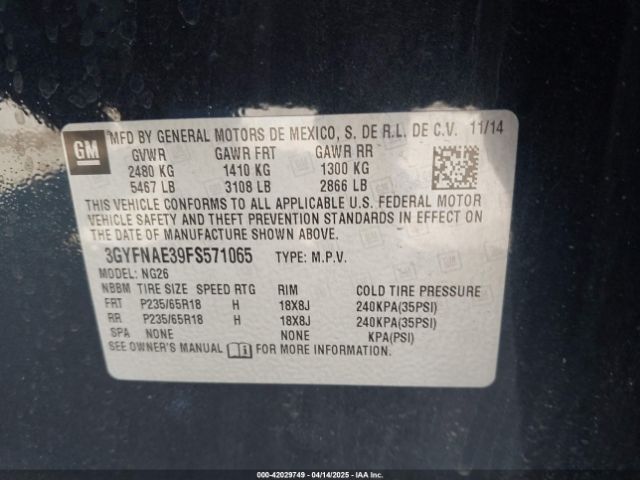 GM
MFD BY GENERAL MOTORS DE MEXICO, S. DE R.L. DE C.V. 11/14
GVWR GAWR FRT GAWR RR
2480 KG 1410 KG 1300 KG
5467 LB 3108 LB 2866 LB
THIS VEHICLE CONFORMS TO ALL APPLICABLE U.S. FEDERAL MOTOR
VEHICLE SAFETY AND THEFT PREVENTION STANDARDS IN EFFECT ON
THE DATE OF MANUFACTURE SHOWN ABOVE.
3GYFNAE39FS571065 TYPE: M.P.V.
MODEL: NG26
NBBM TIRE SIZE SPEED RTG RIM COLD TIRE PRESSURE
FRT P235/65R18 H 18X8J 240KPA(35PSI)
RR P235/65R18 H 18X8J 240KPA(35PSI)
SPA NONE NONE KPA(PSI)
SEE OWNER'S MANUAL FOR MORE INFORMATION.
000-42029749 - 04/14/2025 - IAAI Inc.